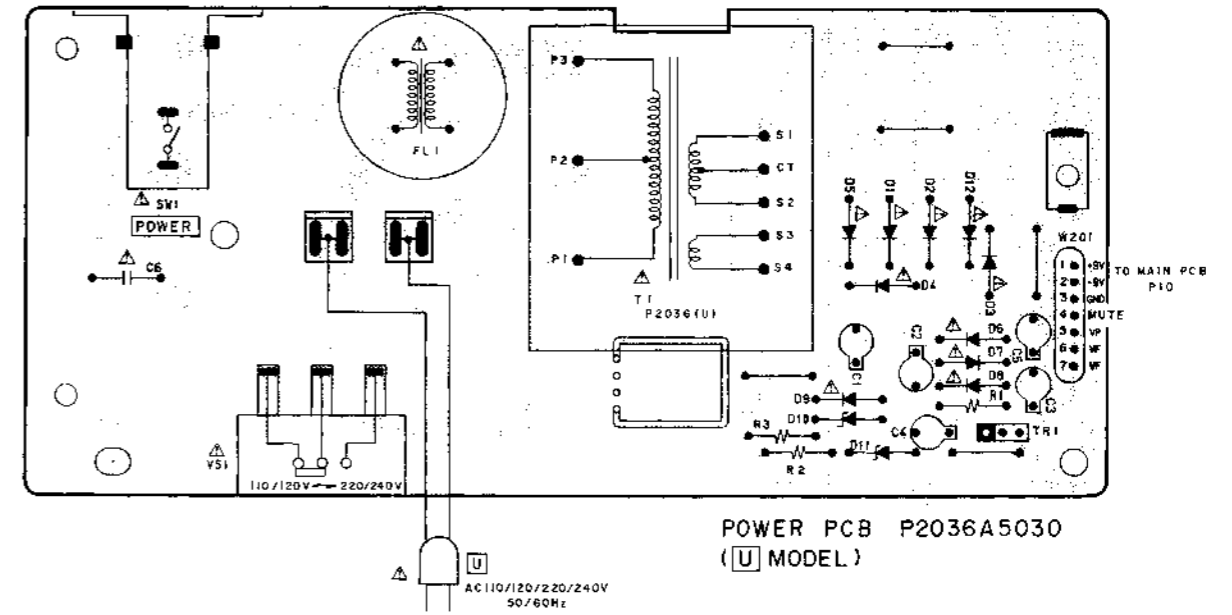 P3
P2
P1
FL1
S1
CT
S2
S3
S4
T1
P2036(U)
SW1
POWER
C6
D5
D1
D2
D12
D4
D3
W201
1
2
3
4
5
6
7
+9V
-9V
GND
MUTE
VP
VF
VF
TO MAIN PCB
P10
C1
C2
D6
D7
D8
R1
C5
C3
D9
D10
R3
R2
D11
C4
TR1
VS1
110/120V
220/240V
U
AC110/120/220/240V
50/60Hz
POWER PCB P2036A5030
(U MODEL)